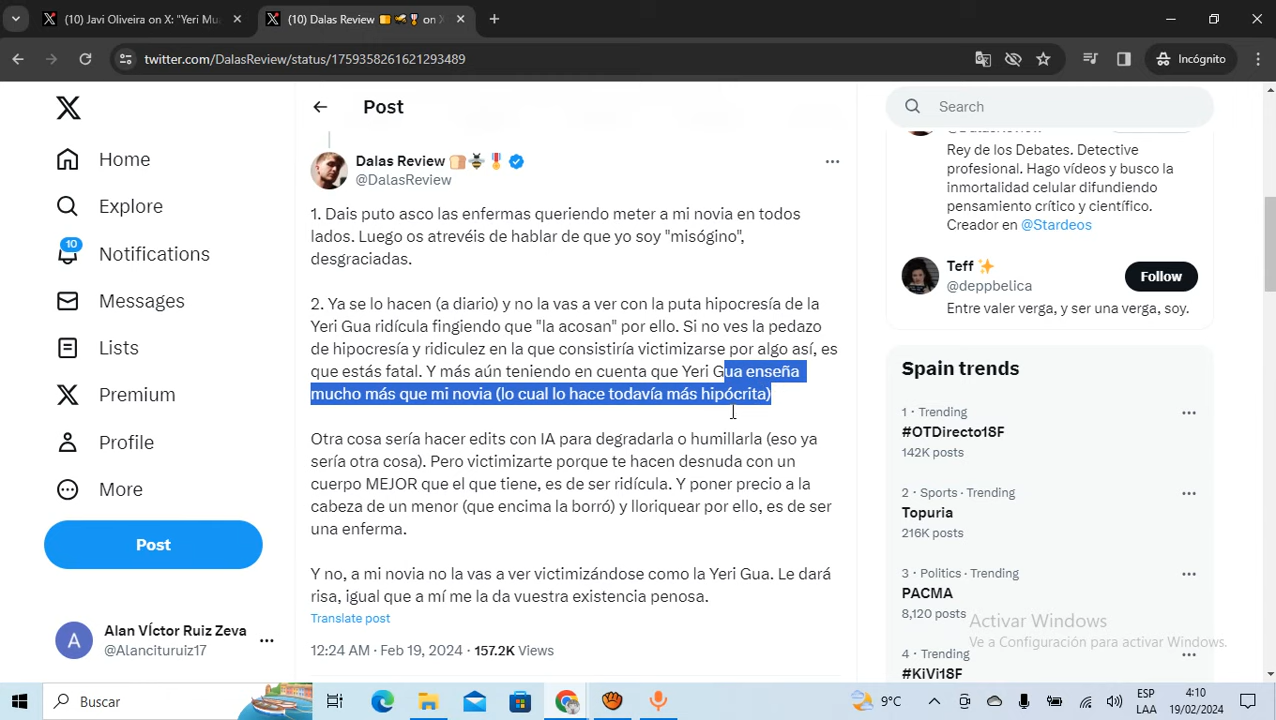 (10) Javi Oliveira on X: "Yeri Mu
(10) Dalas Review on X
twitter.com/DalasReview/status/1759358261621293489
Incógnito
Home
Explore
10
Notifications
Messages
Lists
Premium
Profile
More
Post
Alan VÍctor Ruiz Zeva
@Alancituruiz17
Post
Dalas Review
@DalasReview
1. Dais puto asco las enfermas queriendo meter a mi novia en todos
lados. Luego os atrevéis de hablar de que yo soy "misógino",
desgraciadas.
2. Ya se lo hacen (a diario) y no la vas a ver con la puta hipocresía de la
Yeri Gua ridícula fingiendo que "la acosan" por ello. Si no ves la pedazo
de hipocresía y ridiculez en la que consistiría victimizarse por algo así, es
que estás fatal. Y más aún teniendo en cuenta que Yeri Gua enseña
mucho más que mi novia (lo cual lo hace todavía más hipócrita)
Otra cosa sería hacer edits con IA para degradarla o humillarla (eso ya
sería otra cosa). Pero victimizarte porque te hacen desnuda con un
cuerpo MEJOR que el que tiene, es de ser ridícula. Y poner precio a la
cabeza de un menor (que encima la borró) y lloriquear por ello, es de ser
una enferma.
Y no, a mi novia no la vas a ver victimizándose como la Yeri Gua. Le dará
risa, igual que a mí me la da vuestra existencia penosa.
Translate post
12:24 AM · Feb 19, 2024 · 157.2K Views
Search
Rey de los Debates. Detective
profesional. Hago vídeos y busco la
inmortalidad celular difundiendo
pensamiento crítico y científico.
Creador en @Stardeos
Teff
@deppbelica
Follow
Entre valer verga, y ser una verga, soy.
Spain trends
1 · Trending
#OTDirecto18F
142K posts
2 · Sports · Trending
Topuria
216K posts
3 · Politics · Trending
PACMA
8,120 posts
4 · Trending
#KiVi18F
Activar Windows
Ve a Configuración para activar Windows.
Buscar
9°C
ESP
LAA
4:10
19/02/2024